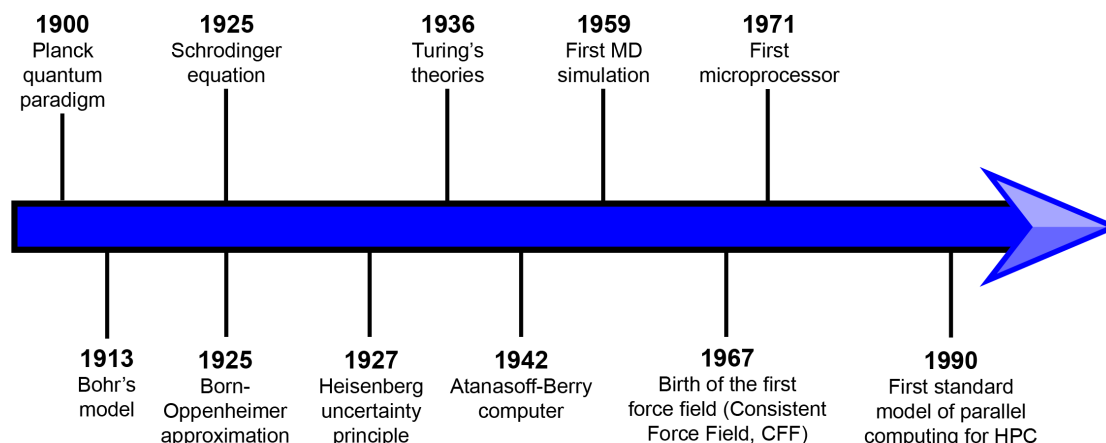 1900
Planck
quantum
paradigm
1925
Schrodinger
equation
1936
Turing's
theories
1959
First MD
simulation
1971
First
microprocessor
1913
Bohr's
model
1925
Born-
Oppenheimer
approximation
1927
Heisenberg
uncertainty
principle
1942
Atanasoff-Berry
computer
1967
Birth of the first
force field (Consistent
Force Field, CFF)
1990
First standard
model of parallel
computing for HPC